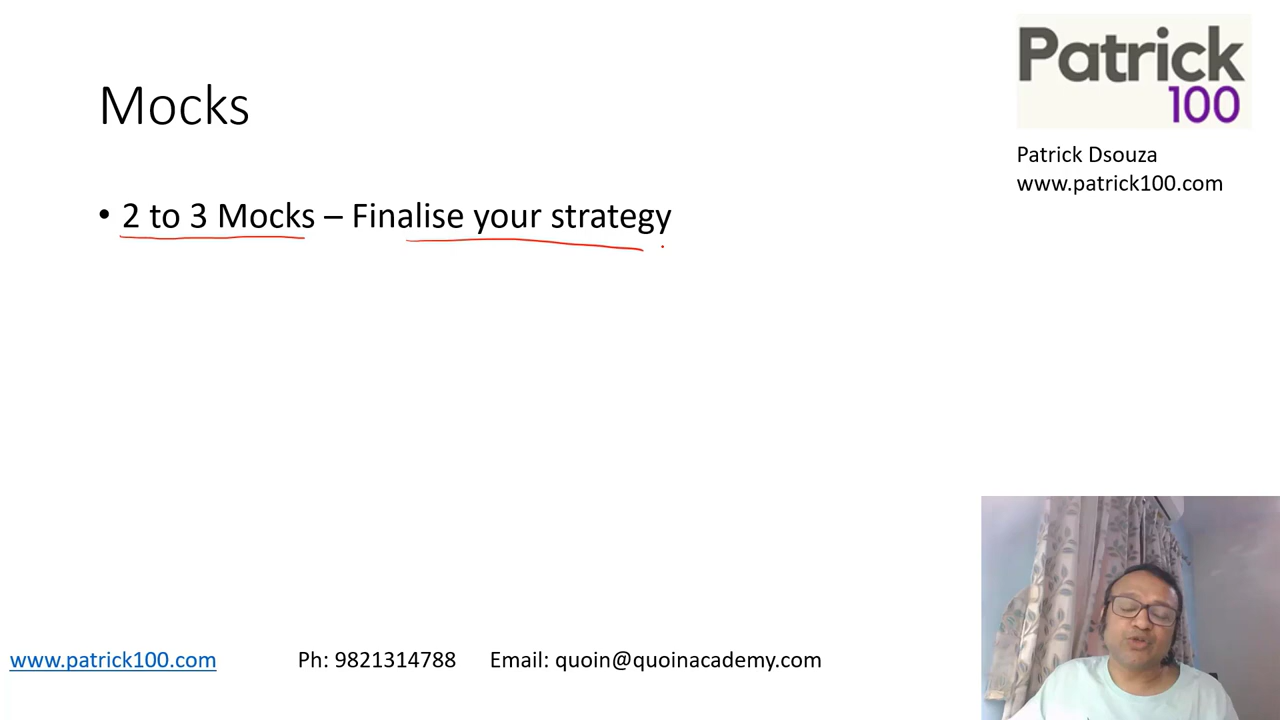 Patrick
100
Patrick Dsouza
www.patrick100.com
Mocks
• 2 to 3 Mocks – Finalise your strategy
www.patrick100.com Ph: 9821314788 Email: quoin@quoinacademy.com